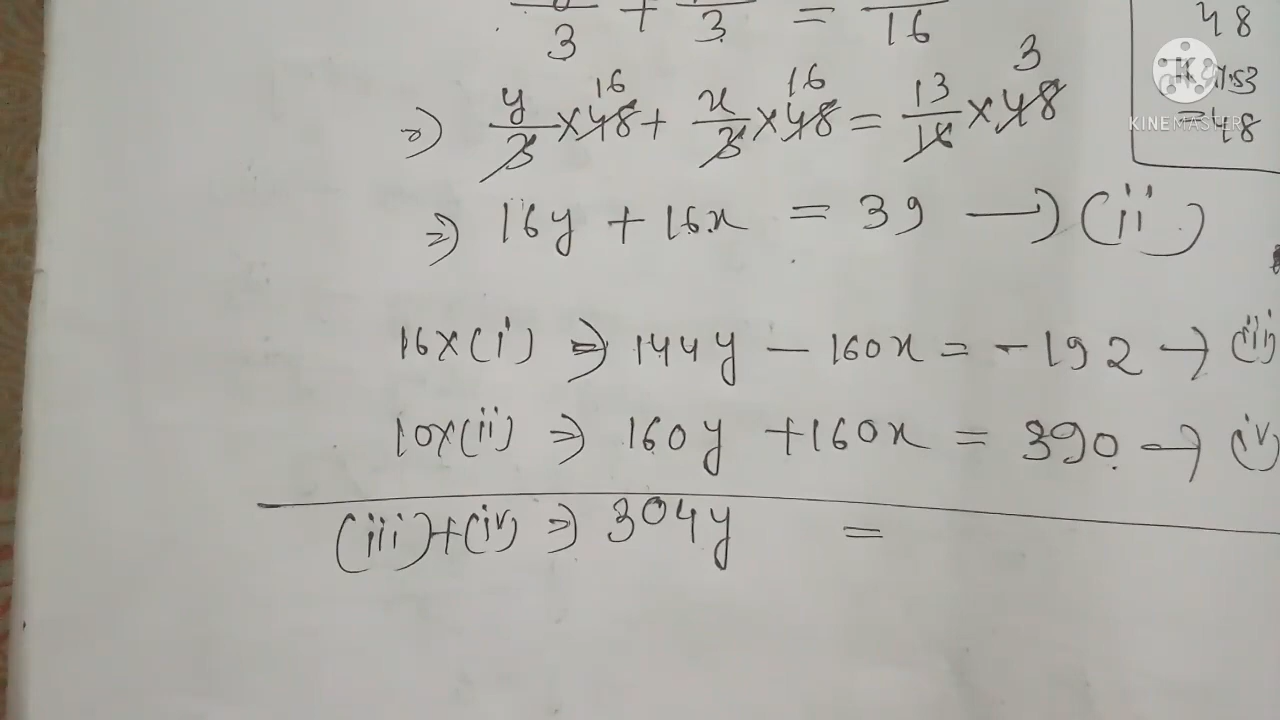 3 + 3 = 16
48
3
16 16 13
⇒) y/3 ×48 + x/3 ×48 = 13/16 ×48
=48
KINEMASTER
⇒) 16y + 16x = 39 → (ii)
16×(i) ⇒ 144y − 160x = −192 → (iii)
10×(ii) ⇒ 160y + 160x = 390 → (iv)
(iii)+(iv) ⇒ 304y =